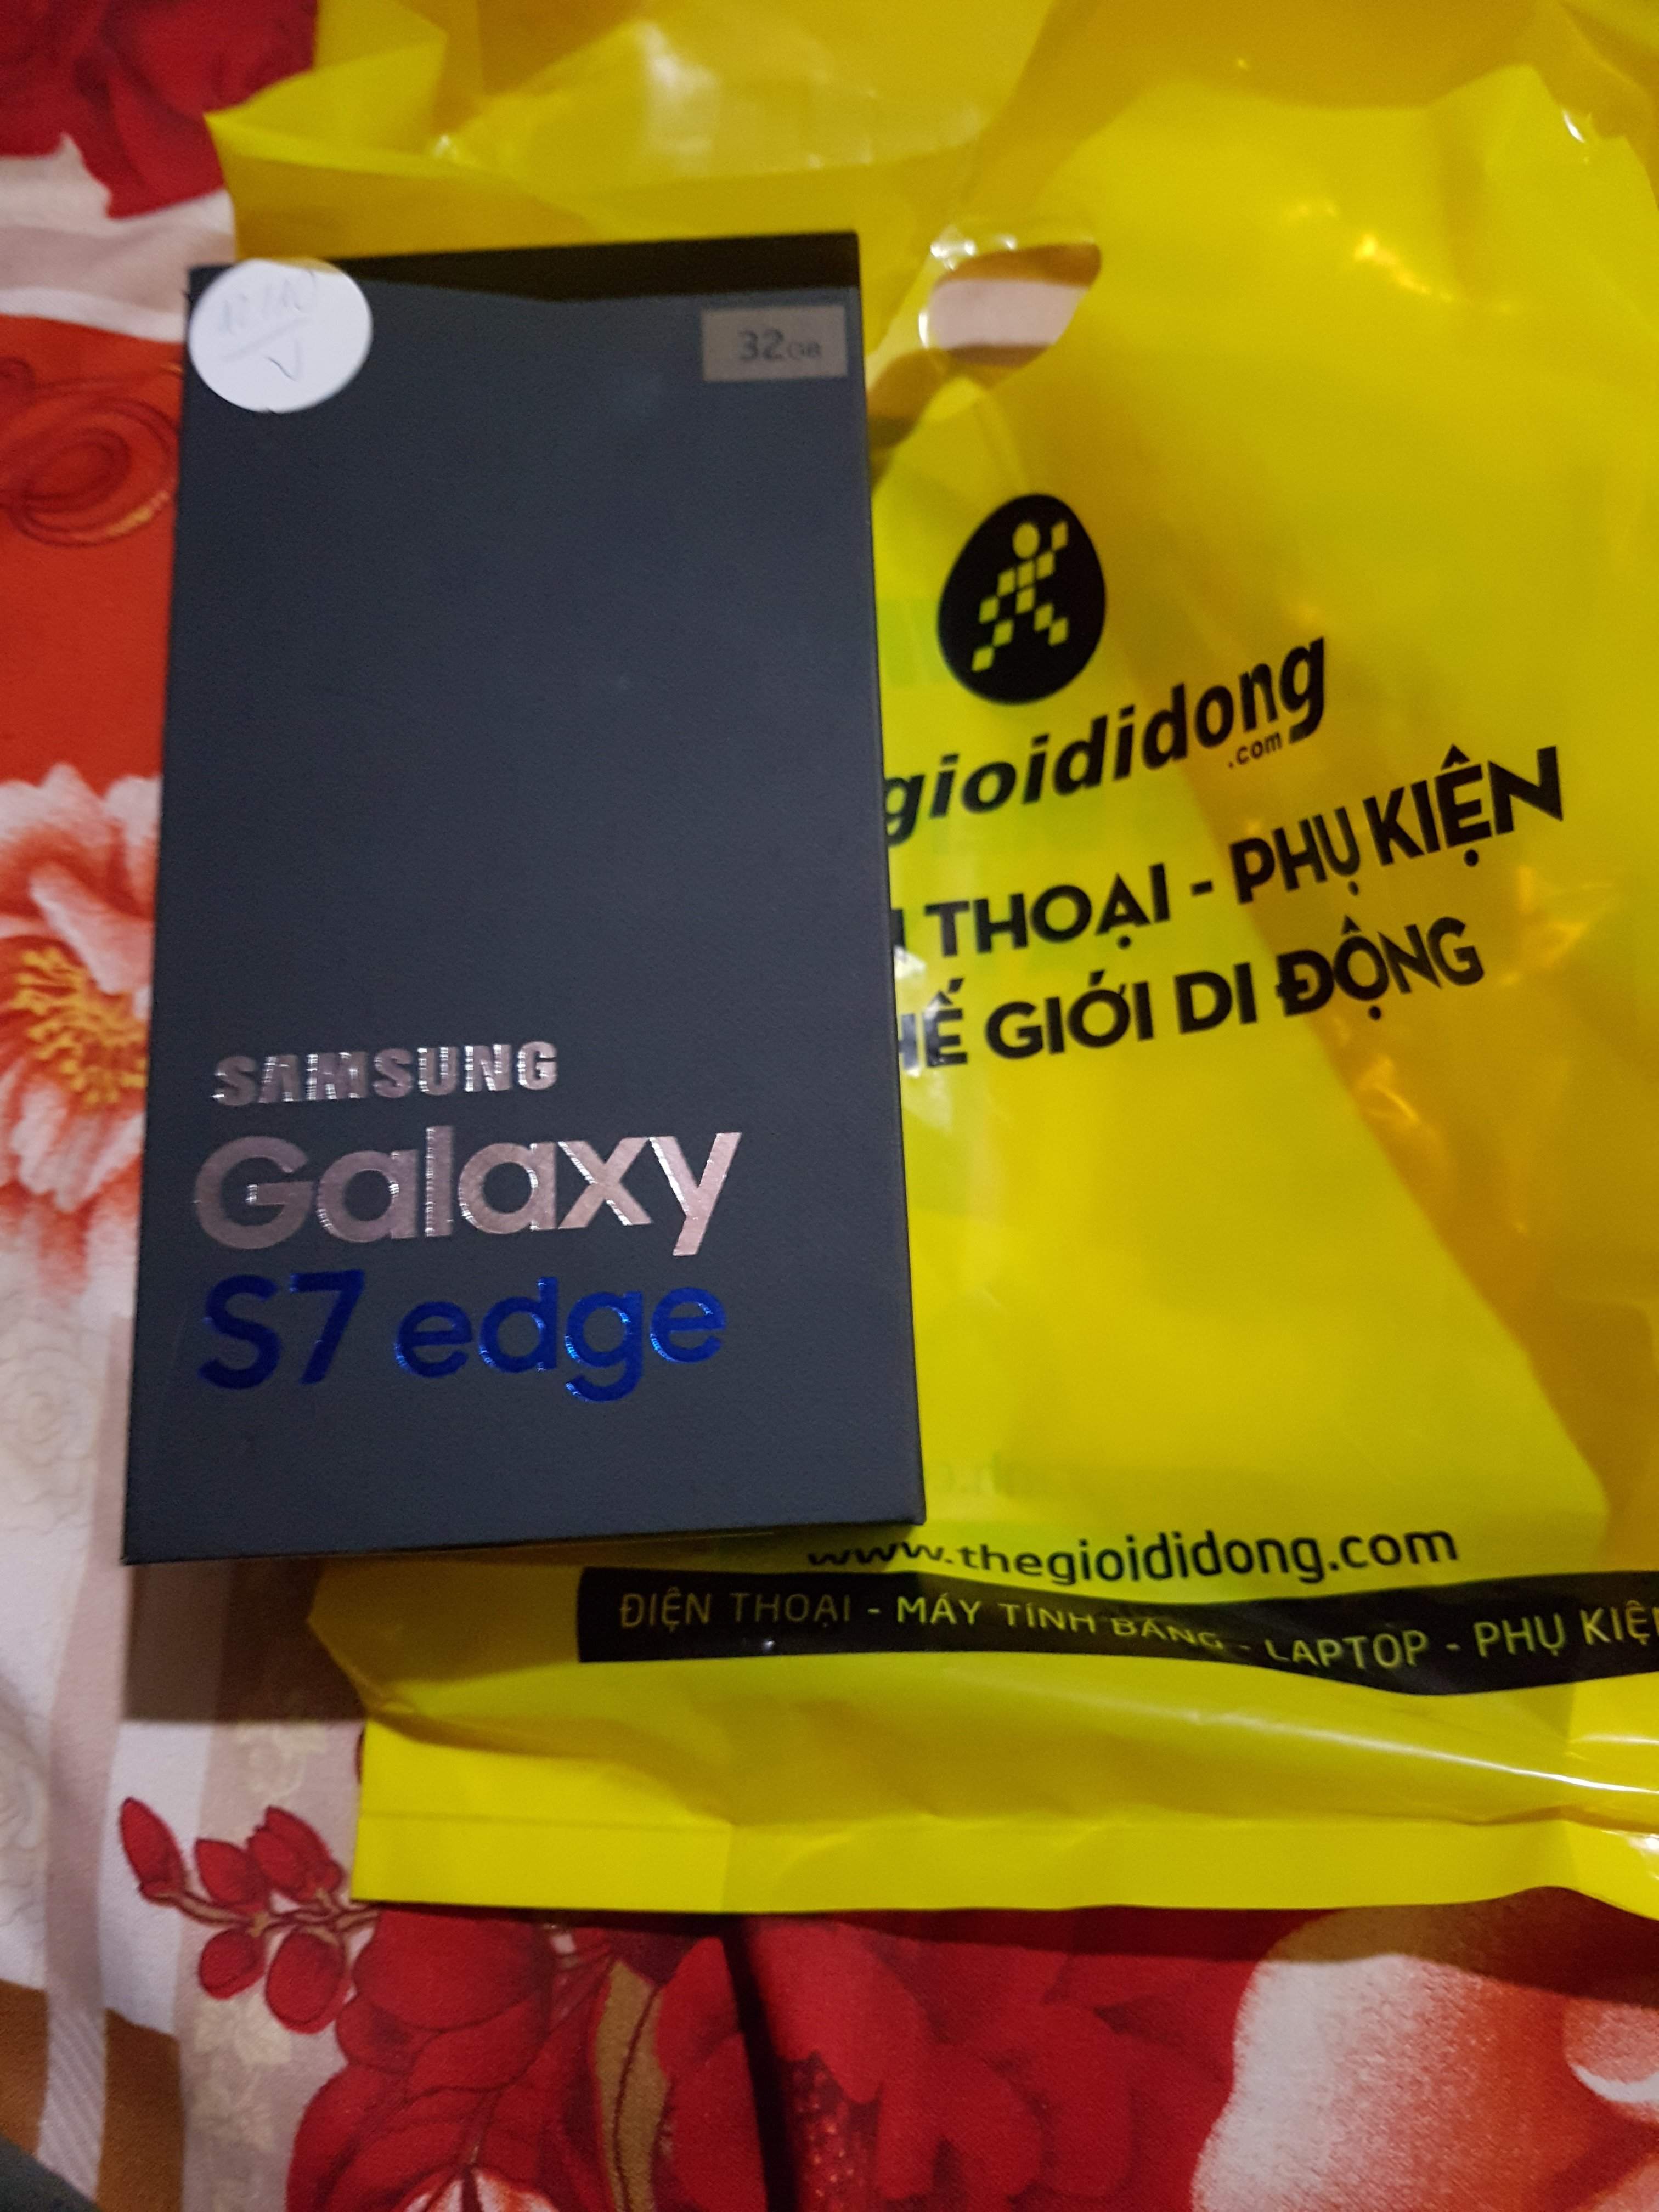 32GB
SAMSUNG
Galaxy
S7 edge
gioididong
.com
THOẠI - PHỤ KIỆN
GIỚI DI ĐỘNG
www.thegioididong.com
ĐIỆN THOẠI - MÁY TÍNH BẢNG - LAPTOP - PHỤ KIỆN